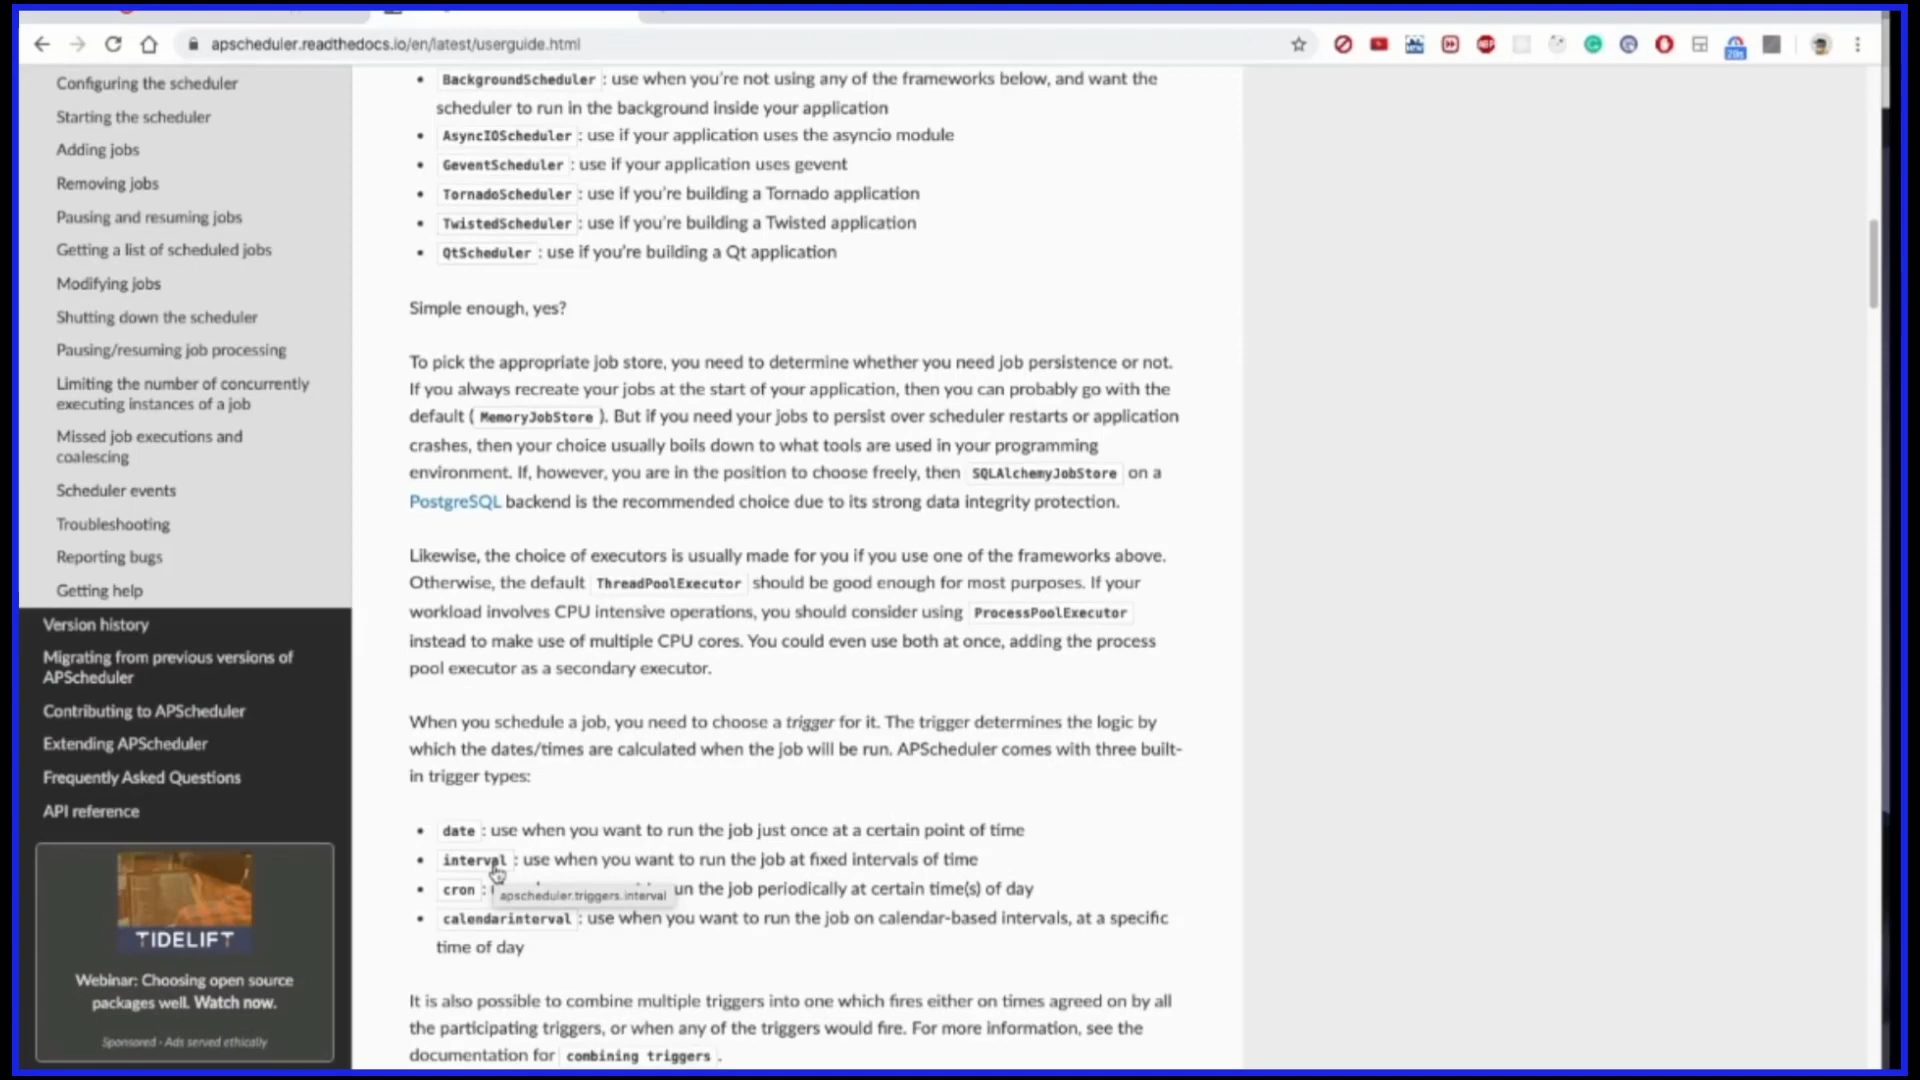 apscheduler.readthedocs.io/en/latest/userguide.html
ABP
20s
Configuring the scheduler
Starting the scheduler
Adding jobs
Removing jobs
Pausing and resuming jobs
Getting a list of scheduled jobs
Modifying jobs
Shutting down the scheduler
Pausing/resuming job processing
Limiting the number of concurrently
executing instances of a job
Missed job executions and
coalescing
Scheduler events
Troubleshooting
Reporting bugs
Getting help
Version history
Migrating from previous versions of
APScheduler
Contributing to APScheduler
Extending APScheduler
Frequently Asked Questions
API reference
TIDELIFT
Webinar: Choosing open source
packages well. Watch now.
Sponsored · Ads served ethically
• BackgroundScheduler : use when you're not using any of the frameworks below, and want the
scheduler to run in the background inside your application
• AsyncIOScheduler : use if your application uses the asyncio module
• GeventScheduler : use if your application uses gevent
• TornadoScheduler : use if you're building a Tornado application
• TwistedScheduler : use if you're building a Twisted application
• QtScheduler : use if you're building a Qt application
Simple enough, yes?
To pick the appropriate job store, you need to determine whether you need job persistence or not.
If you always recreate your jobs at the start of your application, then you can probably go with the
default ( MemoryJobStore ). But if you need your jobs to persist over scheduler restarts or application
crashes, then your choice usually boils down to what tools are used in your programming
environment. If, however, you are in the position to choose freely, then SQLAlchemyJobStore on a
PostgreSQL backend is the recommended choice due to its strong data integrity protection.
Likewise, the choice of executors is usually made for you if you use one of the frameworks above.
Otherwise, the default ThreadPoolExecutor should be good enough for most purposes. If your
workload involves CPU intensive operations, you should consider using ProcessPoolExecutor
instead to make use of multiple CPU cores. You could even use both at once, adding the process
pool executor as a secondary executor.
When you schedule a job, you need to choose a trigger for it. The trigger determines the logic by
which the dates/times are calculated when the job will be run. APScheduler comes with three built-
in trigger types:
• date : use when you want to run the job just once at a certain point of time
• interval : use when you want to run the job at fixed intervals of time
• cron : un the job periodically at certain time(s) of day
apscheduler.triggers.interval
• calendarinterval : use when you want to run the job on calendar-based intervals, at a specific
time of day
It is also possible to combine multiple triggers into one which fires either on times agreed on by all
the participating triggers, or when any of the triggers would fire. For more information, see the
documentation for combining triggers .